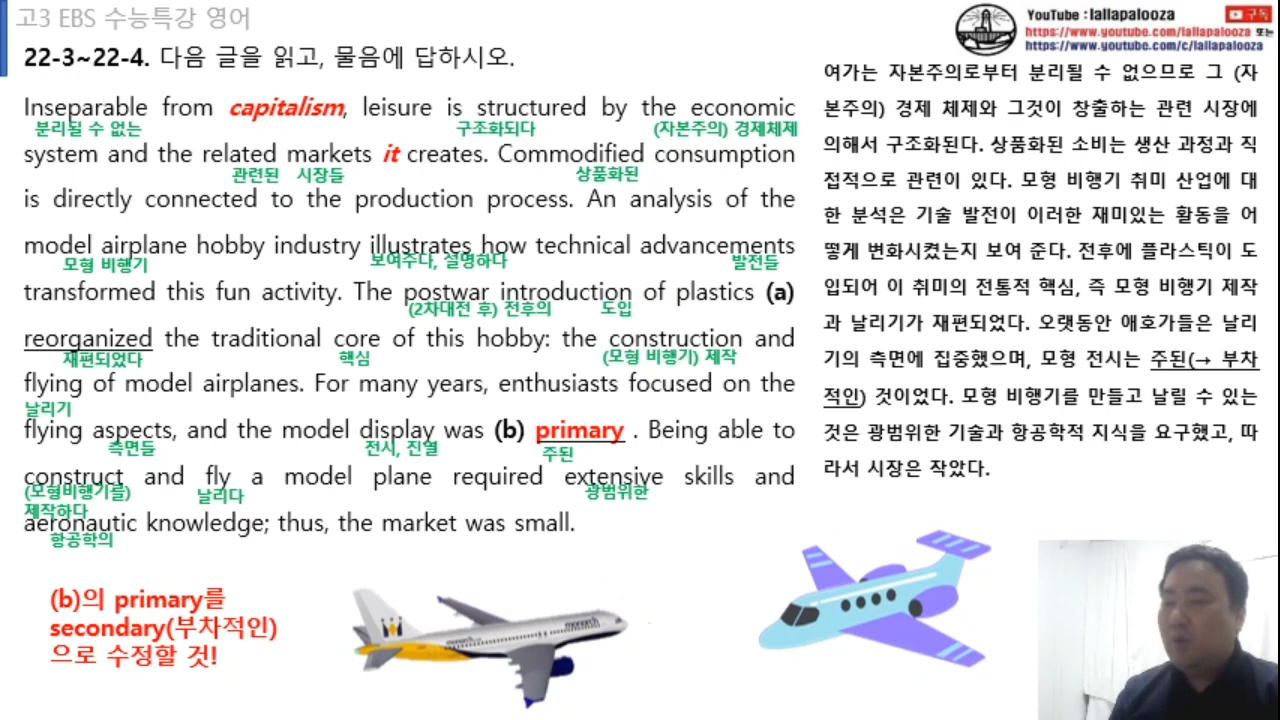 고3 EBS 수능특강 영어
22-3~22-4. 다음 글을 읽고, 물음에 답하시오.
Inseparable from capitalism, leisure is structured by the economic
분리될 수 없는 구조화되다 (자본주의) 경제체제
system and the related markets it creates. Commodified consumption
관련된 시장들 상품화된
is directly connected to the production process. An analysis of the
model airplane hobby industry illustrates how technical advancements
모형 비행기 보여주다, 설명하다 발전들
transformed this fun activity. The postwar introduction of plastics (a)
(2차대전 후) 전후의 도입
reorganized the traditional core of this hobby: the construction and
재편되었다 핵심 (모형 비행기) 제작
flying of model airplanes. For many years, enthusiasts focused on the
날리기
flying aspects, and the model display was (b) primary . Being able to
측면들 전시, 진열 주된
construct and fly a model plane required extensive skills and
(모형비행기를) 날리다 광범위한
제작하다
aeronautic knowledge; thus, the market was small.
항공학의
(b)의 primary를
secondary(부차적인)
으로 수정할 것!
monarch
YouTube : lallapalooza
구독
https://www.youtube.com/lallapalooza 또는
https://www.youtube.com/c/lallapalooza
여가는 자본주의로부터 분리될 수 없으므로 그 (자
본주의) 경제 체제와 그것이 창출하는 관련 시장에
의해서 구조화된다. 상품화된 소비는 생산 과정과 직
접적으로 관련이 있다. 모형 비행기 취미 산업에 대
한 분석은 기술 발전이 이러한 재미있는 활동을 어
떻게 변화시켰는지 보여 준다. 전후에 플라스틱이 도
입되어 이 취미의 전통적 핵심, 즉 모형 비행기 제작
과 날리기가 재편되었다. 오랫동안 애호가들은 날리
기의 측면에 집중했으며, 모형 전시는 주된(→ 부차
적인) 것이었다. 모형 비행기를 만들고 날릴 수 있는
것은 광범위한 기술과 항공학적 지식을 요구했고, 따
라서 시장은 작았다.